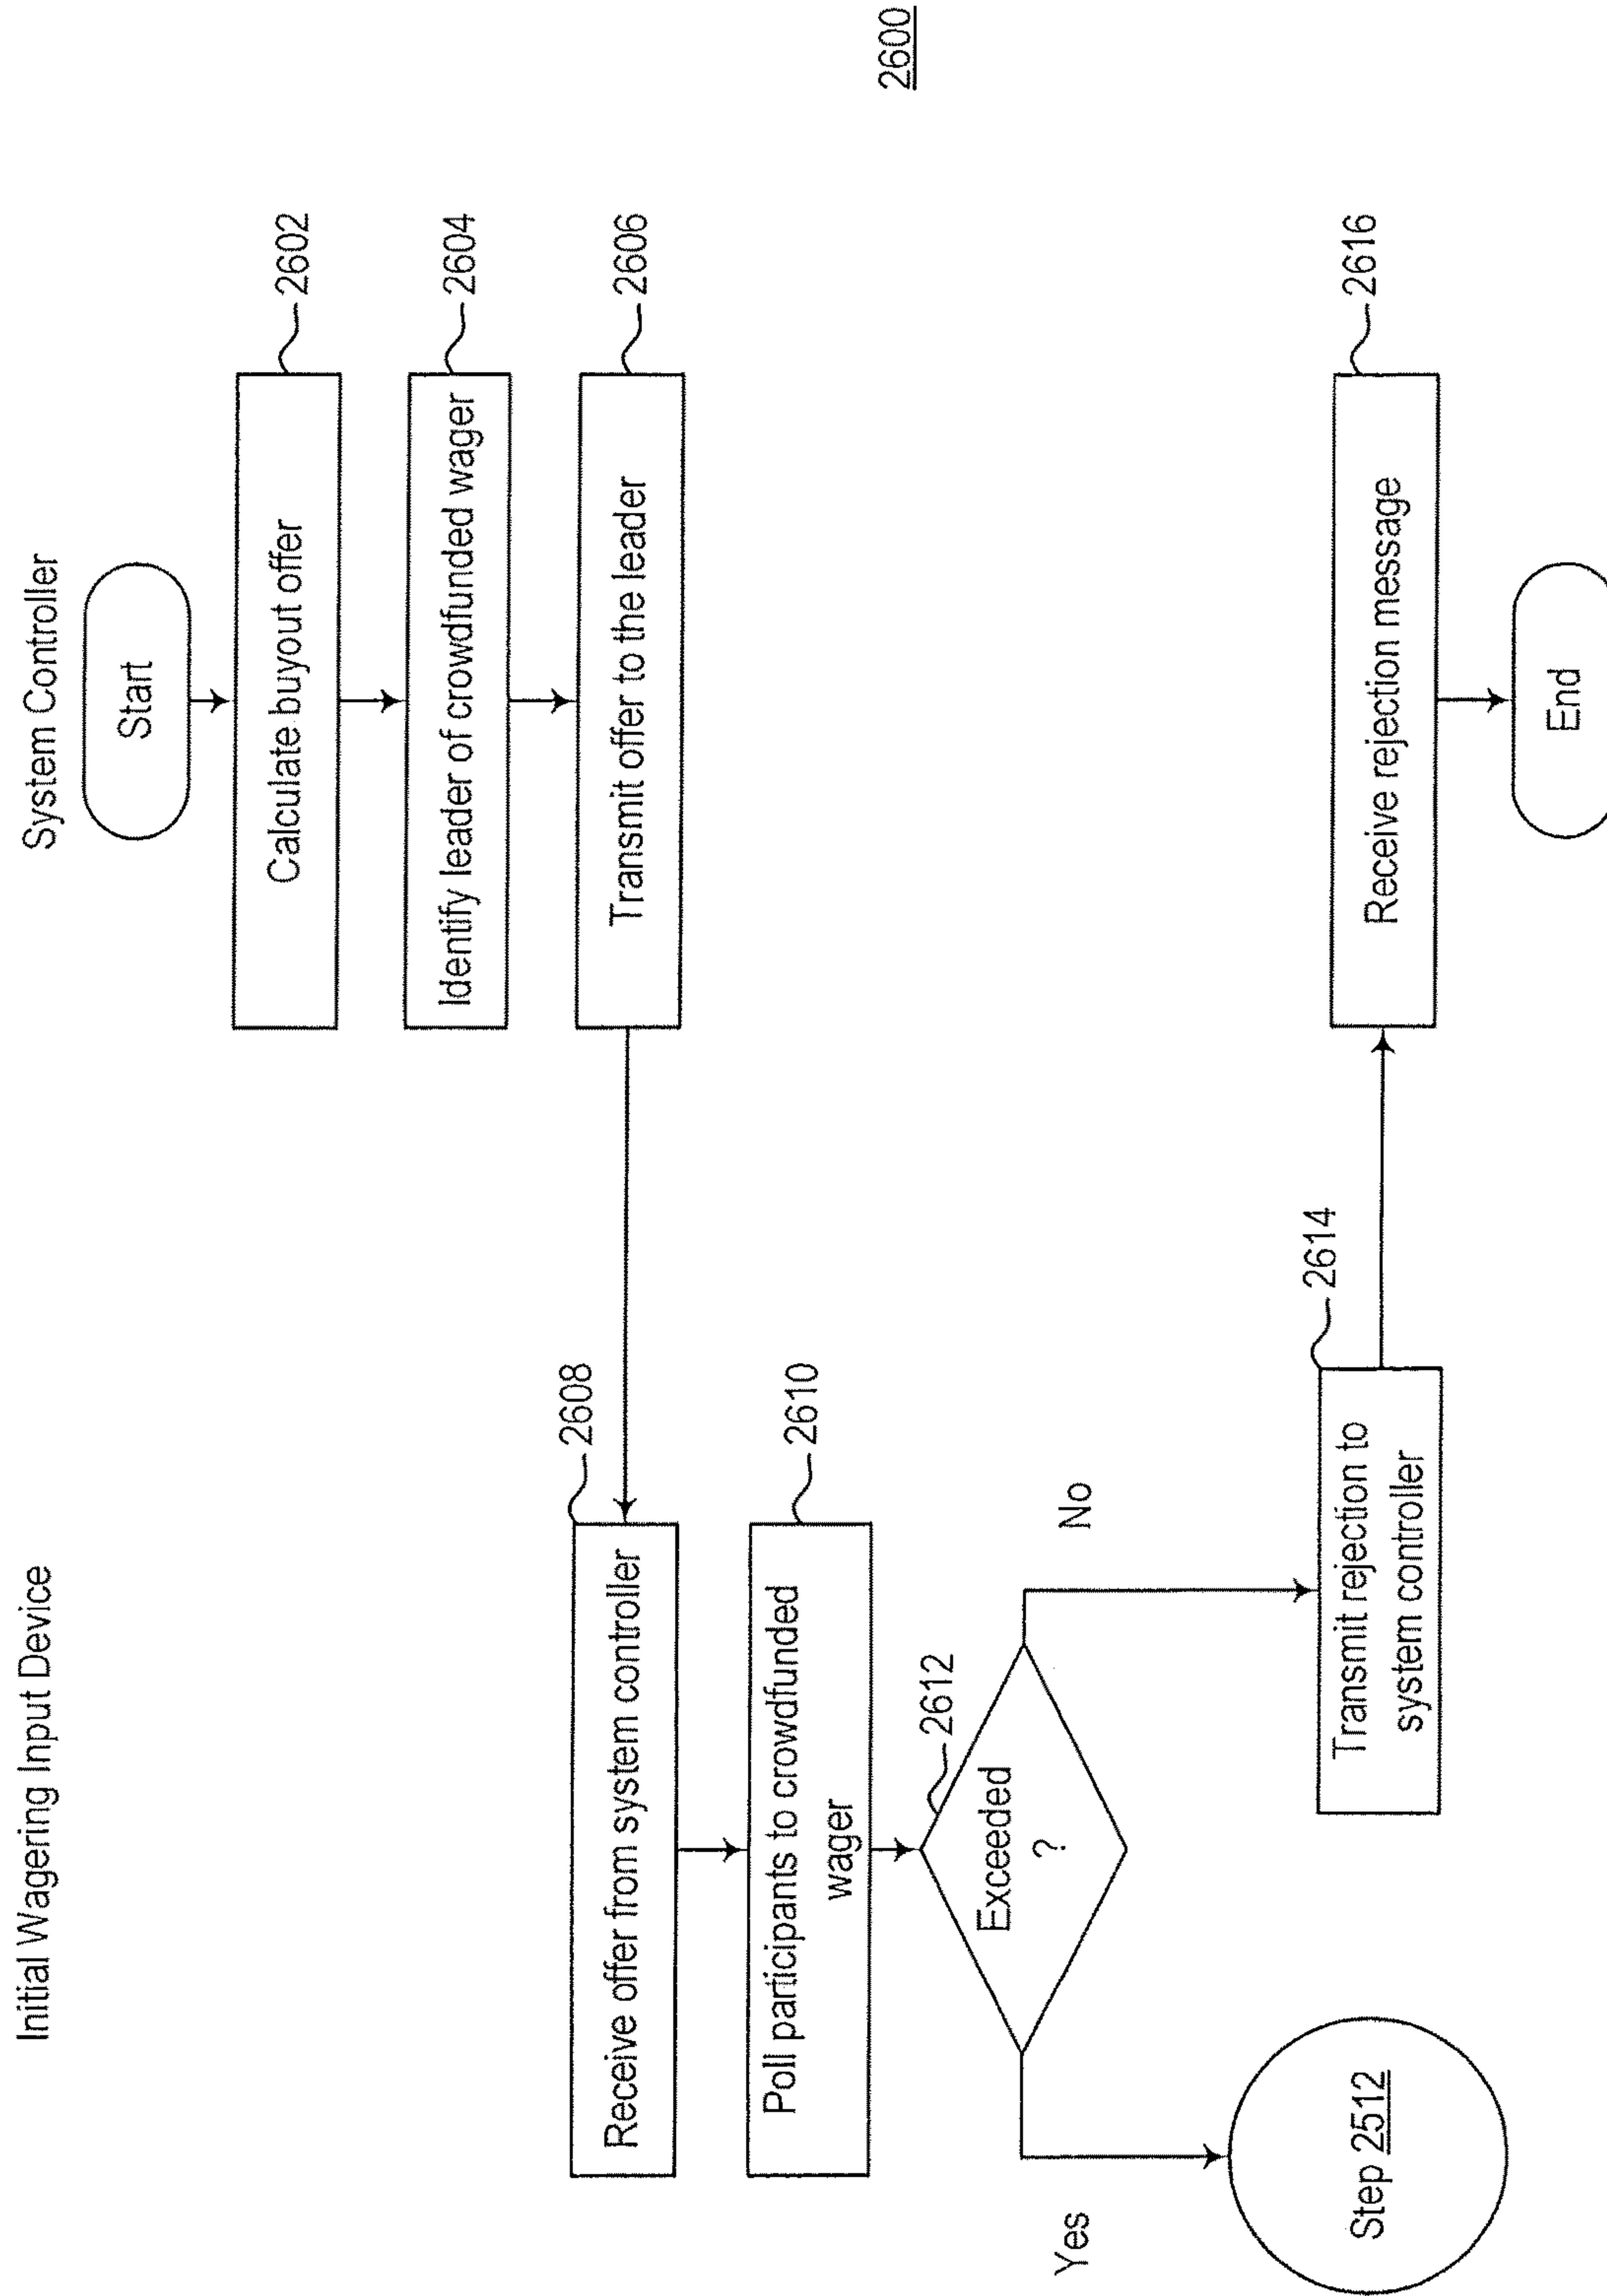 Initial Wagering Input Device
System Controller
Start
Calculate buyout offer
2602
Identify leader of crowdfunded wager
2604
Transmit offer to the leader
2606
Receive offer from system controller
2608
Poll participants to crowdfunded
wager
2610
Exceeded
?
2612
Yes
No
Step 2512
Transmit rejection to
system controller
2614
Receive rejection message
2616
End
2600